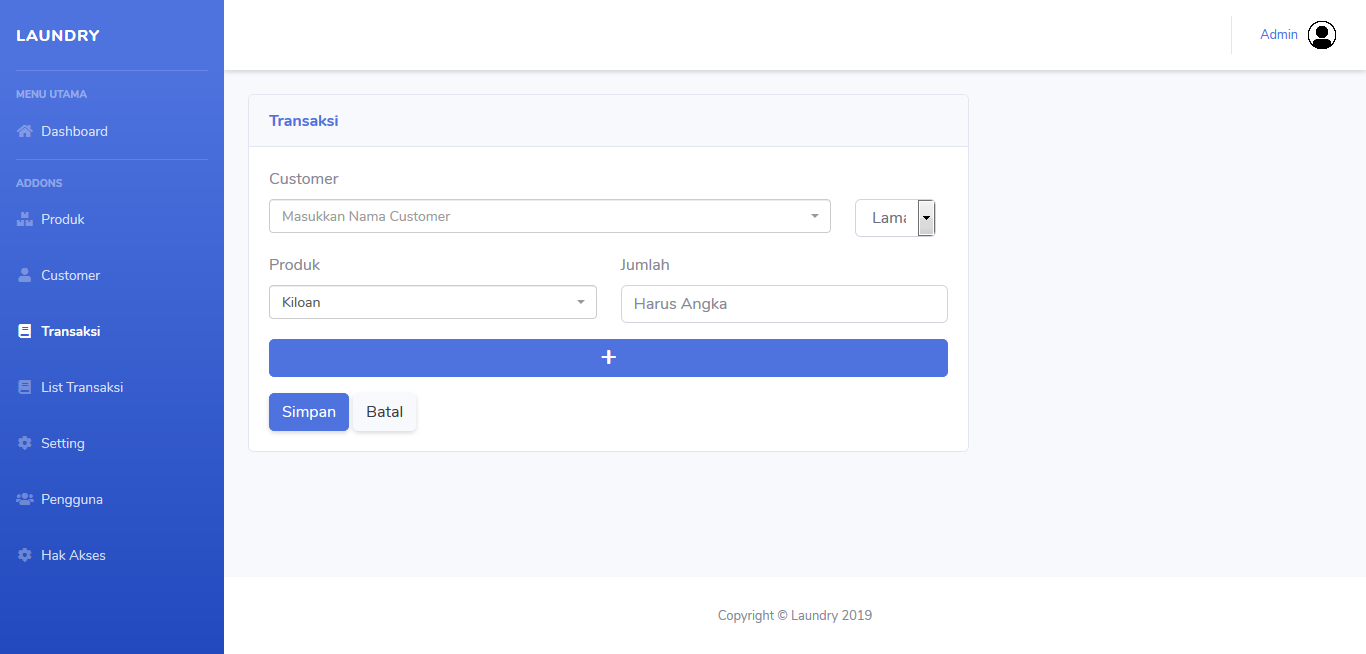 LAUNDRY
Admin
MENU UTAMA
Dashboard
ADDONS
Produk
Customer
Transaksi
List Transaksi
Setting
Pengguna
Hak Akses
Transaksi
Customer
Masukkan Nama Customer
Lama
Produk
Jumlah
Kiloan
Harus Angka
+
Simpan
Batal
Copyright © Laundry 2019